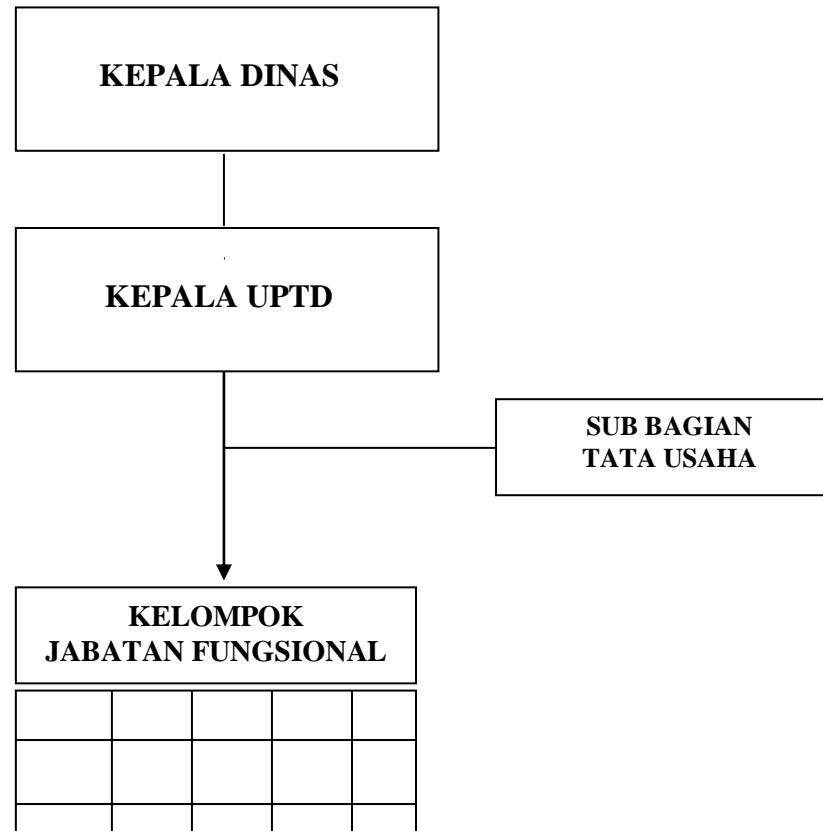 KEPALA DINAS
KEPALA UPTD
SUB BAGIAN
TATA USAHA
KELOMPOK
JABATAN FUNGSIONAL